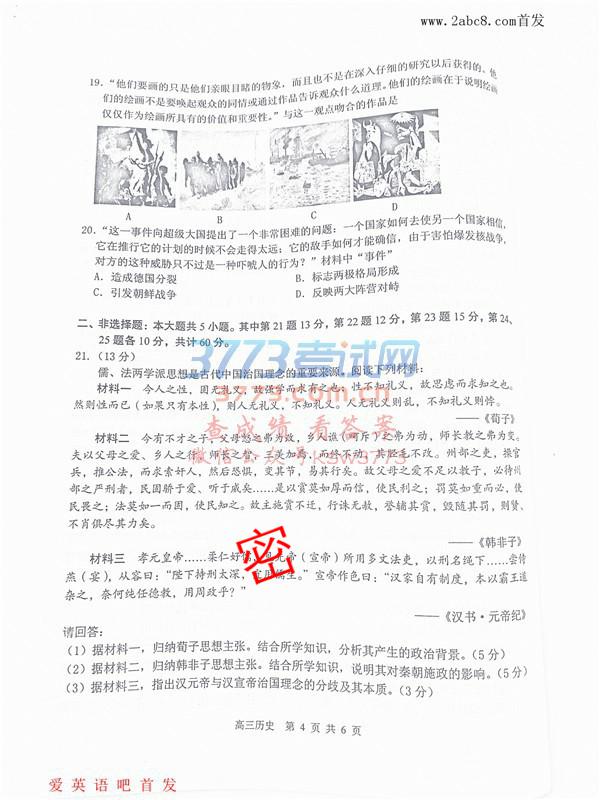 www.2abc8.com首发
19.“他们要画的只是他们亲眼目睹的物象，而且也不是在深入仔细的研究以后获得的、他
们的绘画不是要唤起观众的同情或通过作品告诉观众什么道理。他们的绘画在于说明绘画
仅仅作为绘画所具有的价值和重要性。”与这一观点吻合的作品是
A B C D
20.“这一事件向超级大国提出了一个非常困难的问题：一个国家如何去使另一个国家相信，
它在推行它的计划的时候不会走得太远；它的敌手如何才能确信，由于害怕爆发核战争，
对方的这种威胁只不过是一种吓唬人的行为？”材料中“事件”
A．造成德国分裂 B．标志两极格局形成
C．引发朝鲜战争 D．反映两大阵营对峙
二、非选择题：本大题共5小题。其中第21题13分，第22题12分，第23题15分，第24、
25题各10分，共计60分。
21.（13分）
儒、法两学派思想是古代中国治国理念的重要来源。阅读下列材料：
材料一 今人之性，固无礼义，故强学而求有之也；性不知礼义，故思虑而求知之也。
然则性而已（如果只有本性），则人无礼义，不知礼义。人无礼义则乱，不知礼义则悖。
——《荀子》
材料二 今有不才之子，父母怒之弗为改，乡人谯（呵斥）之弗为动，师长教之弗为变。
夫以父母之爱、乡人之行、师长之智，三美加焉，而终不动，其胫毛不改。州部之吏，操官
兵，推公法，而求索奸人，然后恐惧，变其节，易其行矣。故父母之爱不足以教子，必待州
部之严刑者，民固骄于爱、听于威矣……是以赏莫如厚而信，使民利之；罚莫如重而必，使
民畏之；法莫如一而固，使民知之。故主施赏不迁，行诛无赦，誉辅其赏，毁随其罚，则贤、
不肖俱尽其力矣。
——《韩非子》
材料三 孝元皇帝……柔仁好儒，见元帝（宣帝）所用多文法吏，以刑名绳下……尝侍
燕（宴），从容曰：“陛下持刑太深，宜用儒生。”宣帝作色曰：“汉家自有制度，本以霸王道
杂之，奈何纯任德教，用周政乎？”
——《汉书·元帝纪》
请回答：
（1）据材料一，归纳荀子思想主张。结合所学知识，分析其产生的政治背景。（5分）
（2）据材料二，归纳韩非子思想主张。结合所学知识，说明其对秦朝施政的影响。（5分）
（3）据材料三，指出汉元帝与汉宣帝治国理念的分歧及其本质。（3分）
高三历史 第4页共6页
3773考试网
www.3773.com.cn
查成绩 看答案
微信公众号KSW3773
密
爱英语吧首发